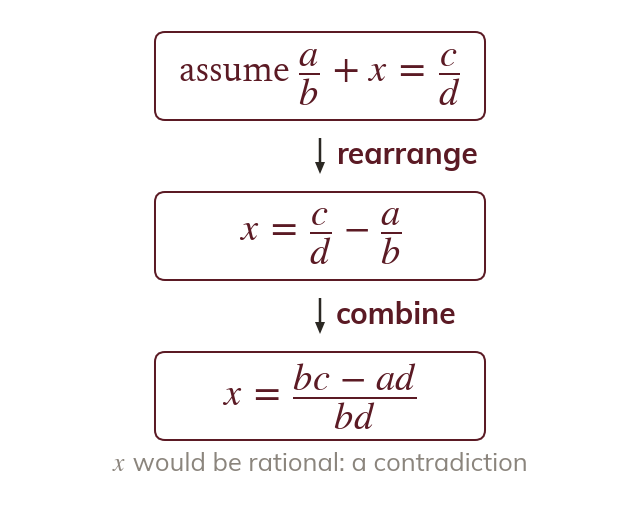 assume a/b + x = c/d
rearrange
x = c/d − a/b
combine
x = (bc − ad)/bd
x would be rational: a contradiction